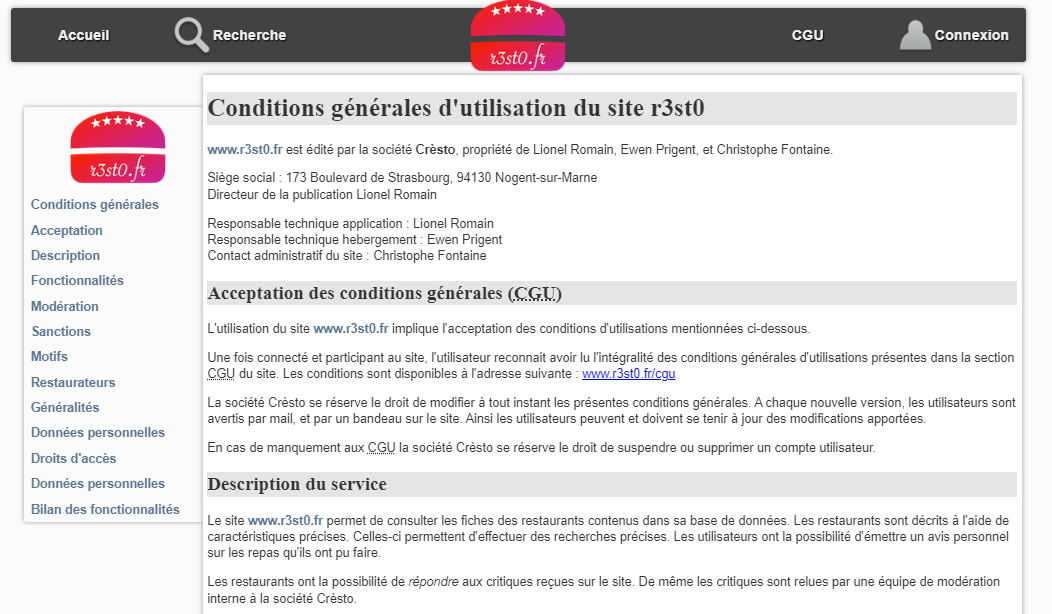 Accueil
Recherche
r3st0.fr
CGU
Connexion
r3st0.fr
Conditions générales
Acceptation
Description
Fonctionnalités
Modération
Sanctions
Motifs
Restaurateurs
Généralités
Données personnelles
Droits d'accès
Données personnelles
Bilan des fonctionnalités
Conditions générales d'utilisation du site r3st0
www.r3st0.fr est édité par la société Crèsto, propriété de Lionel Romain, Ewen Prigent, et Christophe Fontaine.
Siège social : 173 Boulevard de Strasbourg, 94130 Nogent-sur-Marne
Directeur de la publication Lionel Romain
Responsable technique application : Lionel Romain
Responsable technique hebergement : Ewen Prigent
Contact administratif du site : Christophe Fontaine
Acceptation des conditions générales (CGU)
L'utilisation du site www.r3st0.fr implique l'acceptation des conditions d'utilisations mentionnées ci-dessous.
Une fois connecté et participant au site, l'utilisateur reconnait avoir lu l'intégralité des conditions générales d'utilisations présentes dans la section
CGU du site. Les conditions sont disponibles à l'adresse suivante : www.r3st0.fr/cgu
La société Crèsto se réserve le droit de modifier à tout instant les présentes conditions générales. A chaque nouvelle version, les utilisateurs sont
avertis par mail, et par un bandeau sur le site. Ainsi les utilisateurs peuvent et doivent se tenir à jour des modifications apportées.
En cas de manquement aux CGU la société Crèsto se réserve le droit de suspendre ou supprimer un compte utilisateur.
Description du service
Le site www.r3st0.fr permet de consulter les fiches des restaurants contenus dans sa base de données. Les restaurants sont décrits à l'aide de
caractéristiques précises. Celles-ci permettent d'effectuer des recherches précises. Les utilisateurs ont la possibilité d'émettre un avis personnel
sur les repas qu'ils ont pu faire.
Les restaurants ont la possibilité de répondre aux critiques reçues sur le site. De même les critiques sont relues par une équipe de modération
interne à la société Crèsto.